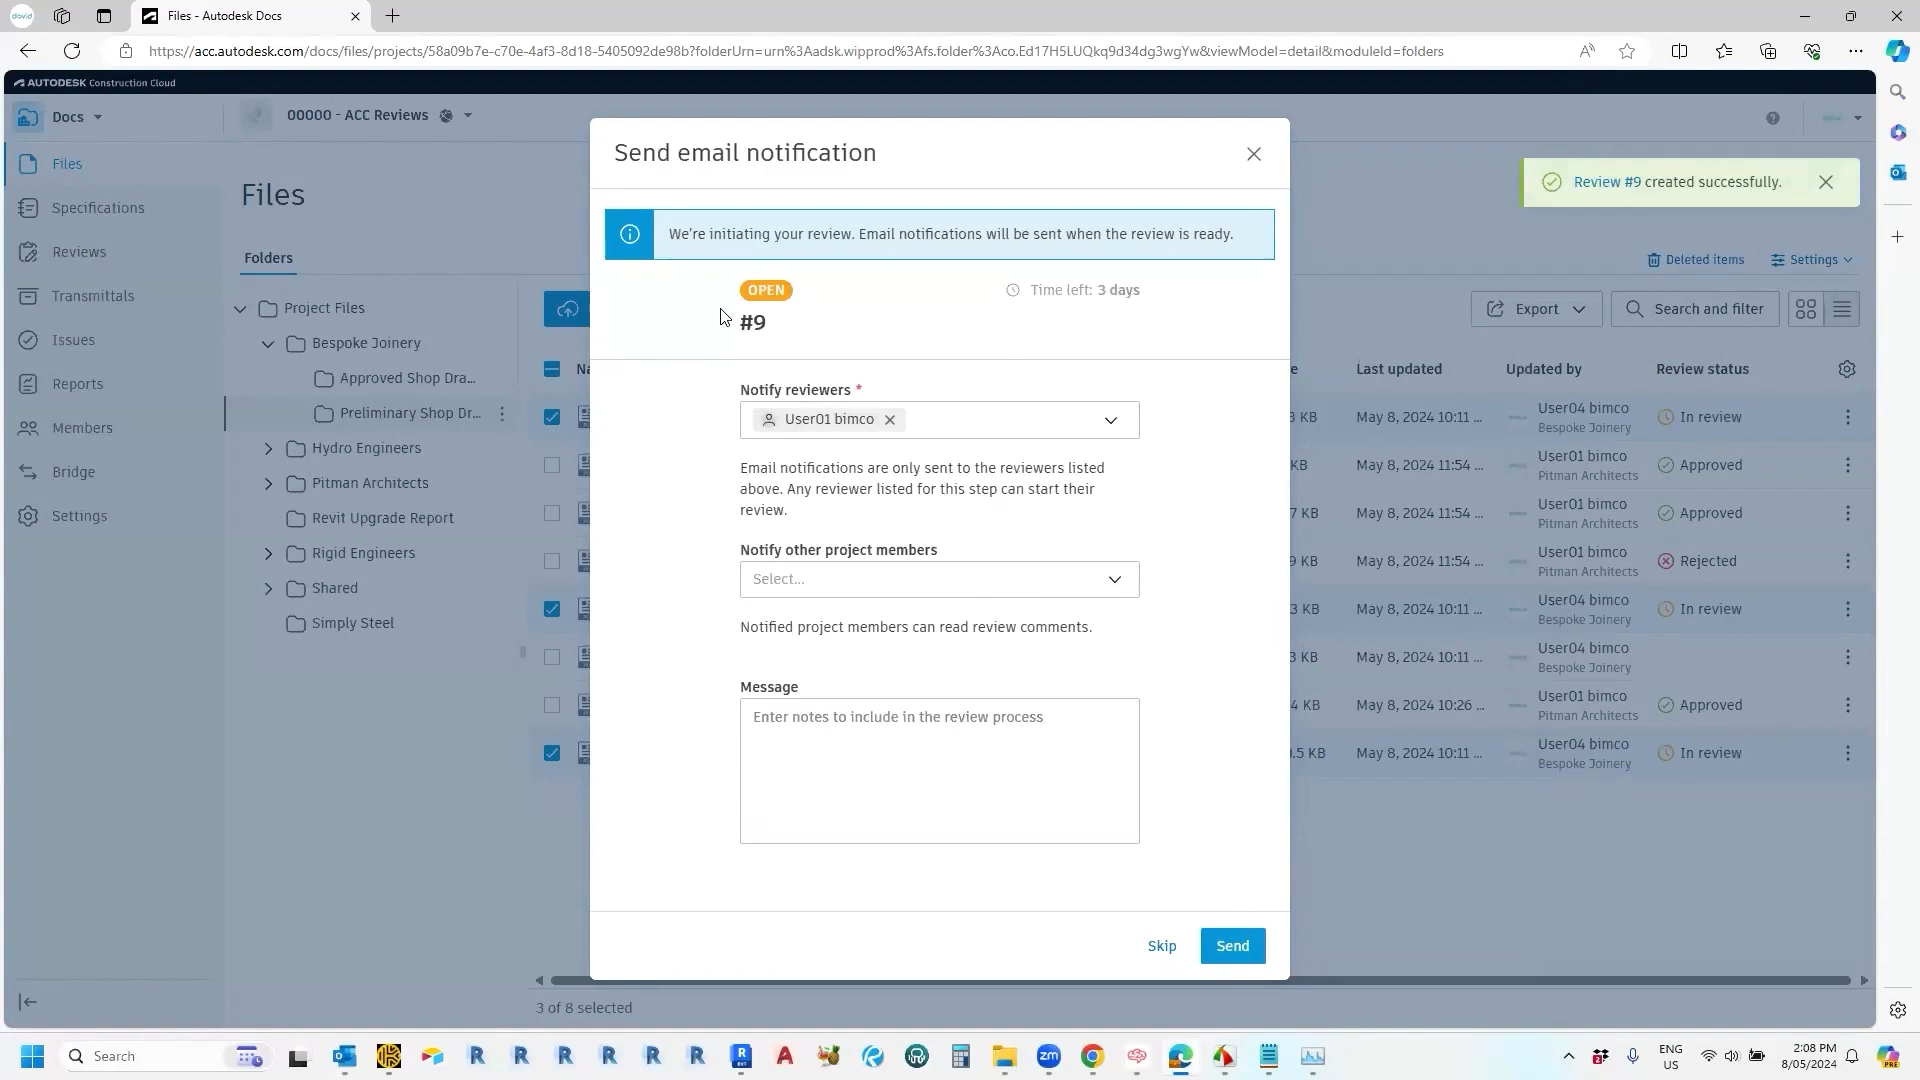 david
Files - Autodesk Docs
https://acc.autodesk.com/docs/files/projects/58a09b7e-c70e-4af3-8d18-5405092de98b?folderUrn=urn%3Aadsk.wipprod%3Afs.folder%3Aco.Ed17H5LUQkq9d34dg3wgYw&viewModel=detail&moduleId=folders
AUTODESK Construction Cloud
Docs
00000 - ACC Reviews
Files
Specifications
Reviews
Transmittals
Issues
Reports
Members
Bridge
Settings
Files
Folders
Deleted items
Settings
Project Files
Bespoke Joinery
Approved Shop Dra...
Preliminary Shop Dr...
Hydro Engineers
Pitman Architects
Revit Upgrade Report
Rigid Engineers
Shared
Simply Steel
Export
Search and filter
Last updated
Updated by
Review status
May 8, 2024 10:11 ...
User04 bimco
Bespoke Joinery
In review
KB
May 8, 2024 11:54 ...
User01 bimco
Pitman Architects
Approved
7 KB
May 8, 2024 11:54 ...
User01 bimco
Pitman Architects
Approved
9 KB
May 8, 2024 11:54 ...
User01 bimco
Pitman Architects
Rejected
3 KB
May 8, 2024 10:11 ...
User04 bimco
Bespoke Joinery
In review
3 KB
May 8, 2024 10:11 ...
User04 bimco
Bespoke Joinery
4 KB
May 8, 2024 10:26 ...
User01 bimco
Pitman Architects
Approved
.5 KB
May 8, 2024 10:11 ...
User04 bimco
Bespoke Joinery
In review
3 of 8 selected
Review #9 created successfully.
Send email notification
We're initiating your review. Email notifications will be sent when the review is ready.
OPEN
Time left: 3 days
#9
Notify reviewers *
User01 bimco
Email notifications are only sent to the reviewers listed
above. Any reviewer listed for this step can start their
review.
Notify other project members
Select...
Notified project members can read review comments.
Message
Enter notes to include in the review process
Skip
Send
Search
ENG
US
2:08 PM
8/05/2024